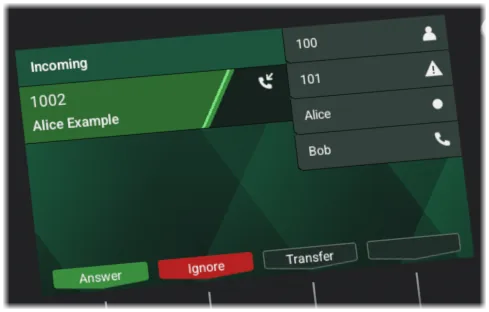 Incoming
1002
Alice Example
100
101
Alice
Bob
Answer
Ignore
Transfer